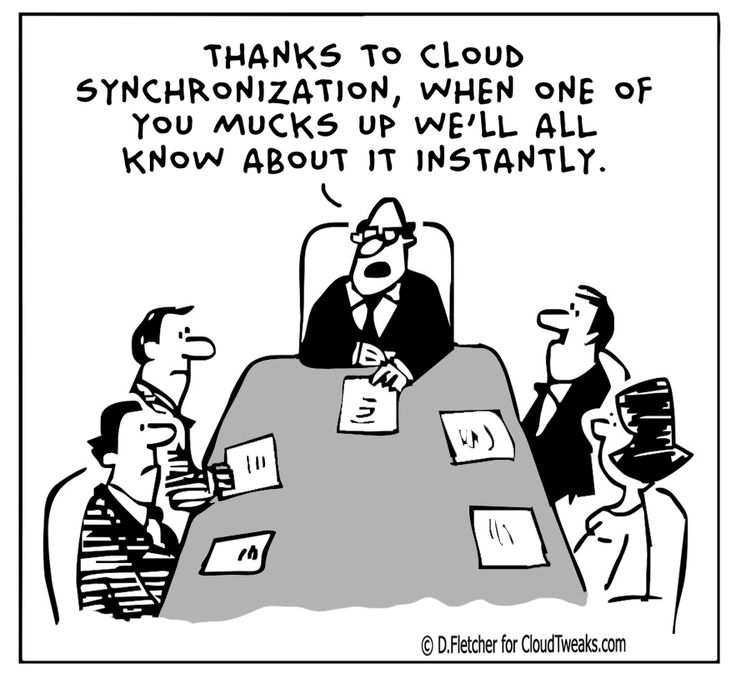 THANKS TO CLOUD
SYNCHRONIZATION, WHEN ONE OF
YOU MUCKS UP WE'LL ALL
KNOW ABOUT IT INSTANTLY.
© D.Fletcher for CloudTweaks.com